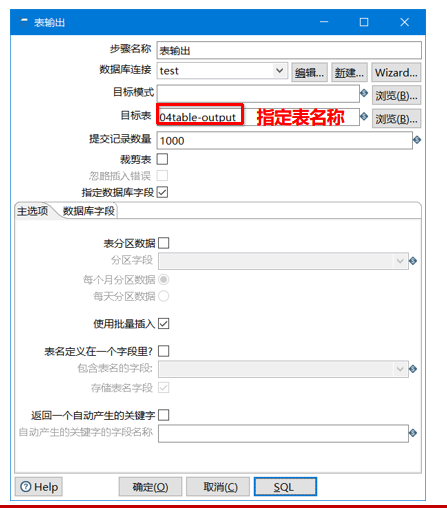 表输出
步骤名称 表输出
数据库连接 test 编辑... 新建... Wizard...
目标模式 浏览(B)...
目标表 04table-output 指定表名称 浏览(B)...
提交记录数量 1000
裁剪表
忽略插入错误
指定数据库字段
主选项 数据库字段
表分区数据
分区字段
每个月分区数据
每天分区数据
使用批量插入
表名定义在一个字段里?
包含表名的字段:
存储表名字段
返回一个自动产生的关键字
自动产生的关键字的字段名称
Help 确定(O) 取消(C) SQL